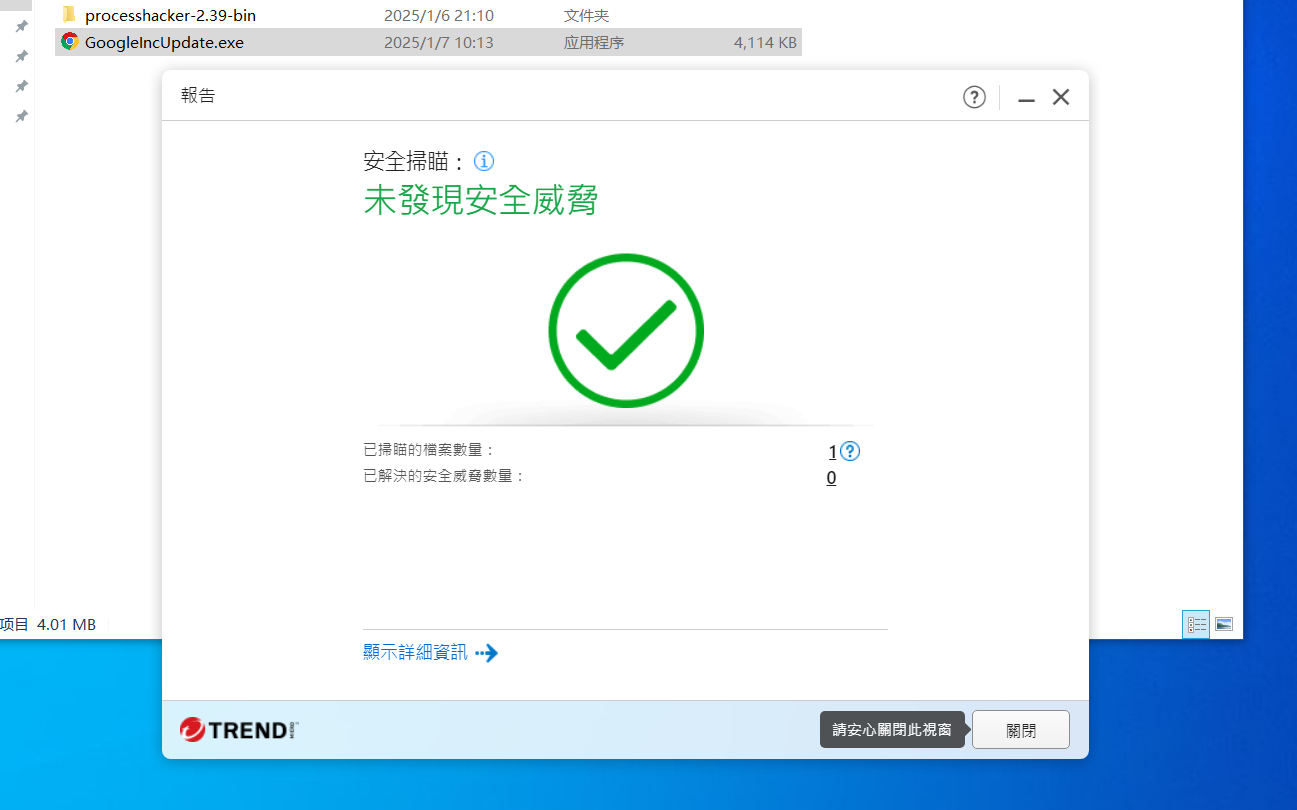 processhacker-2.39-bin 2025/1/6 21:10 文件夹
GoogleIncUpdate.exe 2025/1/7 10:13 应用程序 4,114 KB
報告
安全掃瞄：
未發現安全威脅
已掃瞄的檔案數量： 1
已解決的安全威脅數量： 0
项目 4.01 MB
顯示詳細資訊
TREND MICRO™
請安心關閉此視窗
關閉